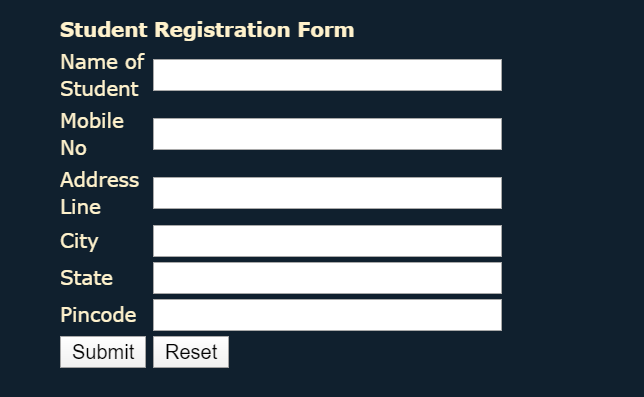 Student Registration Form
Name of
Student
Mobile
No
Address
Line
City
State
Pincode
Submit Reset